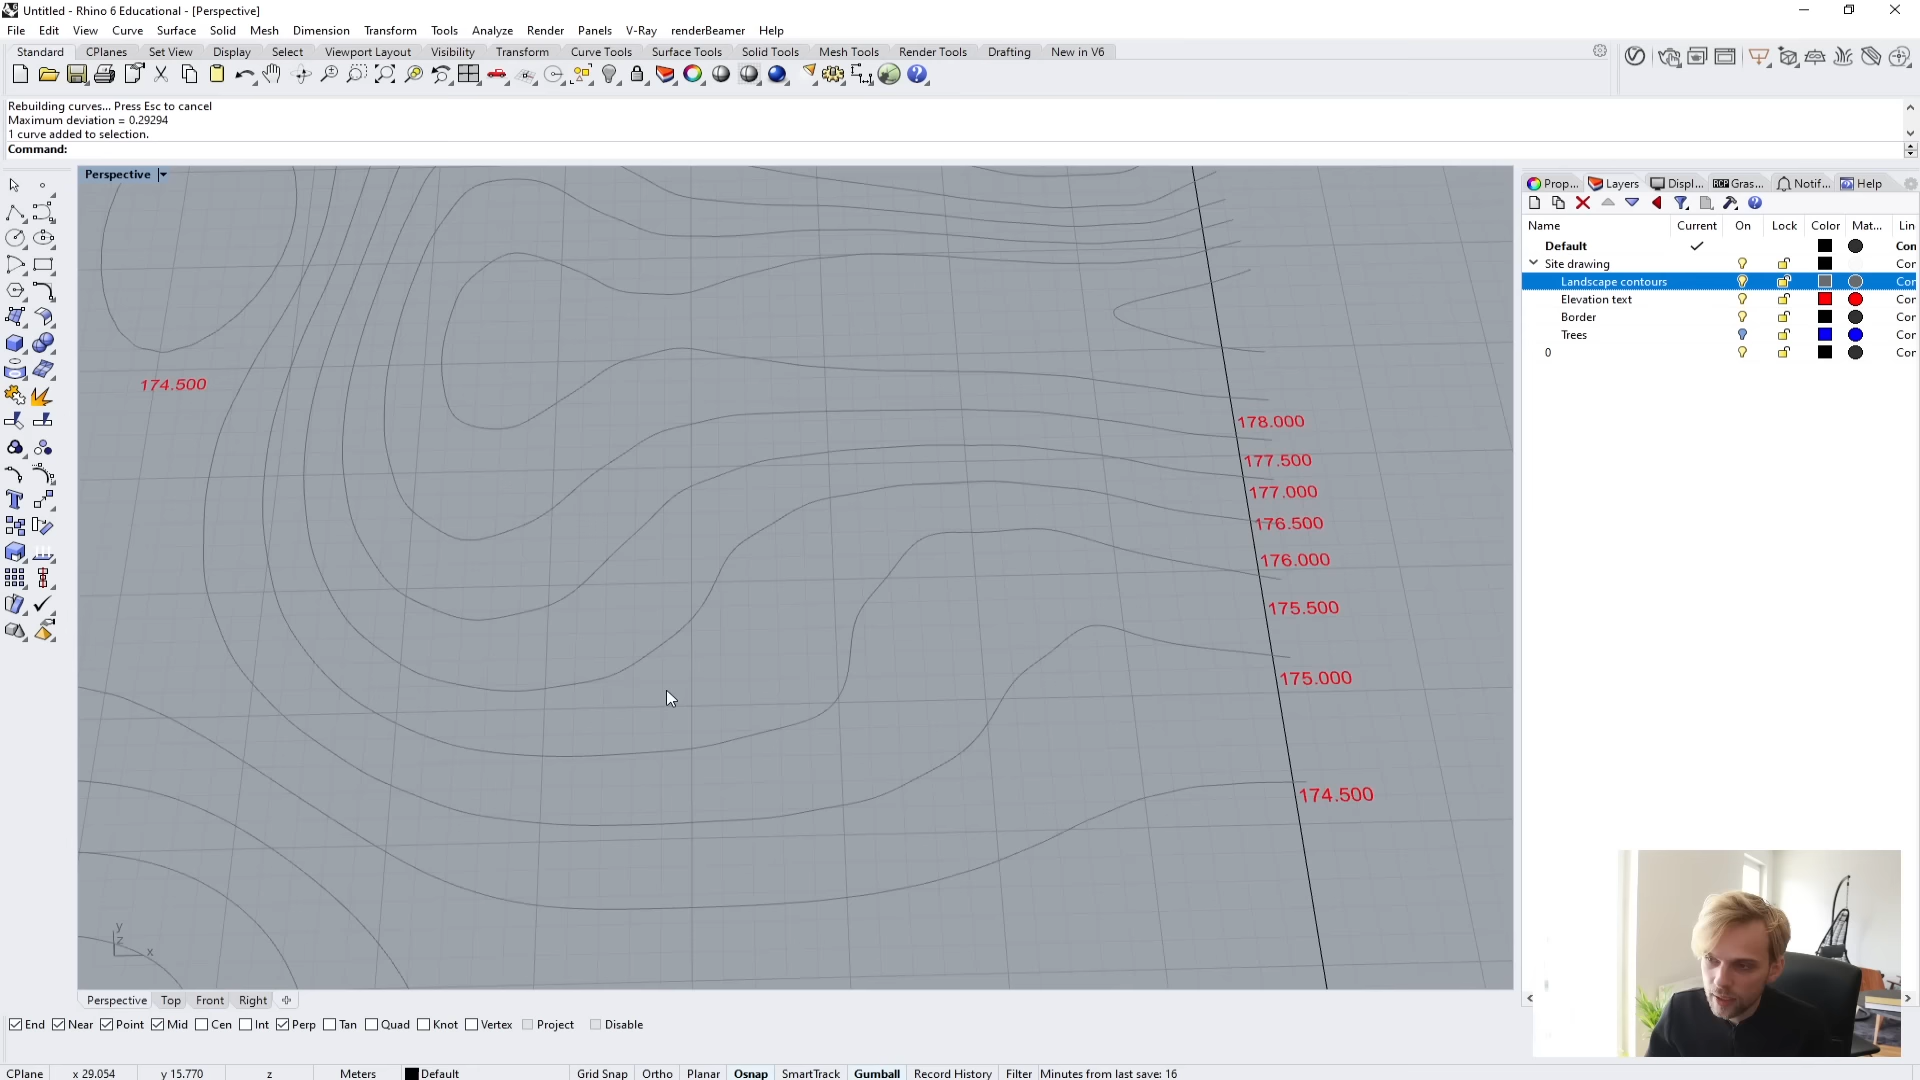 Untitled - Rhino 6 Educational - [Perspective]
File Edit View Curve Surface Solid Mesh Dimension Transform Tools Analyze Render Panels V-Ray renderBeamer Help
Standard CPlanes Set View Display Select Viewport Layout Visibility Transform Curve Tools Surface Tools Solid Tools Mesh Tools Render Tools Drafting New in V6
Rebuilding curves... Press Esc to cancel
Maximum deviation = 0.29294
1 curve added to selection.
Command:
Perspective
Prop... Layers Displ... Gras... Notif... Help
Name Current On Lock Color Mat... Lin
Default Con
Site drawing Cor
Landscape contours Cor
Elevation text Cor
Border Cor
Trees Cor
0 Cor
174.500
178.000
177.500
177.000
176.500
176.000
175.500
175.000
174.500
y
z
x
Perspective Top Front Right
End Near Point Mid Cen Int Perp Tan Quad Knot Vertex Project Disable
CPlane x 29.054 y 15.770 z Meters Default Grid Snap Ortho Planar Osnap SmartTrack Gumball Record History Filter Minutes from last save: 16